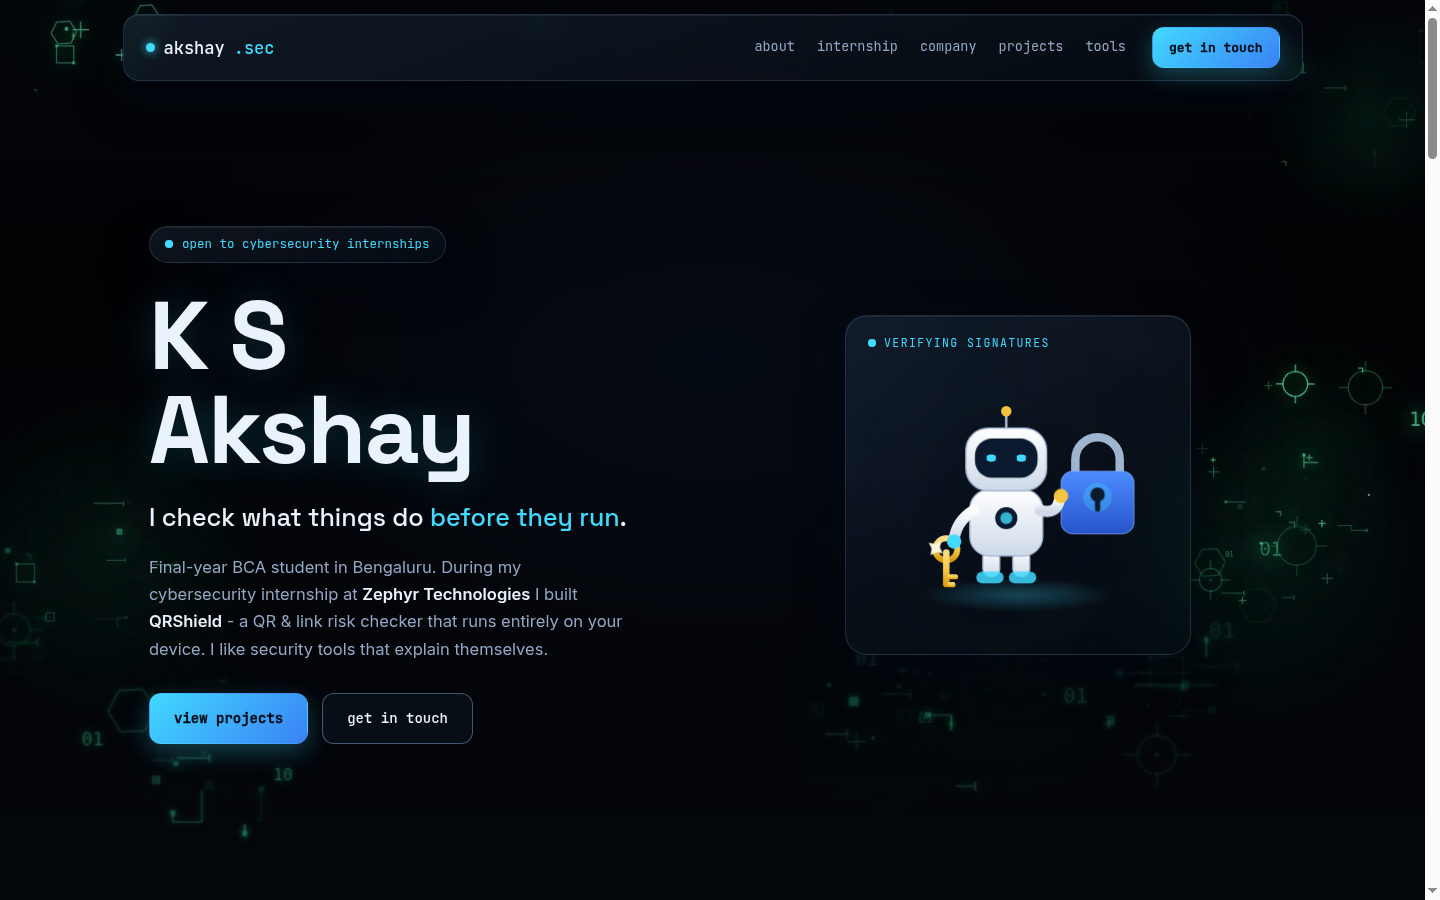 akshay .sec
about internship company projects tools get in touch
open to cybersecurity internships
K S
Akshay
I check what things do before they run.
Final-year BCA student in Bengaluru. During my
cybersecurity internship at Zephyr Technologies I built
QRShield - a QR & link risk checker that runs entirely on your
device. I like security tools that explain themselves.
view projects get in touch
VERIFYING SIGNATURES
01
01
01
01
01
01
10